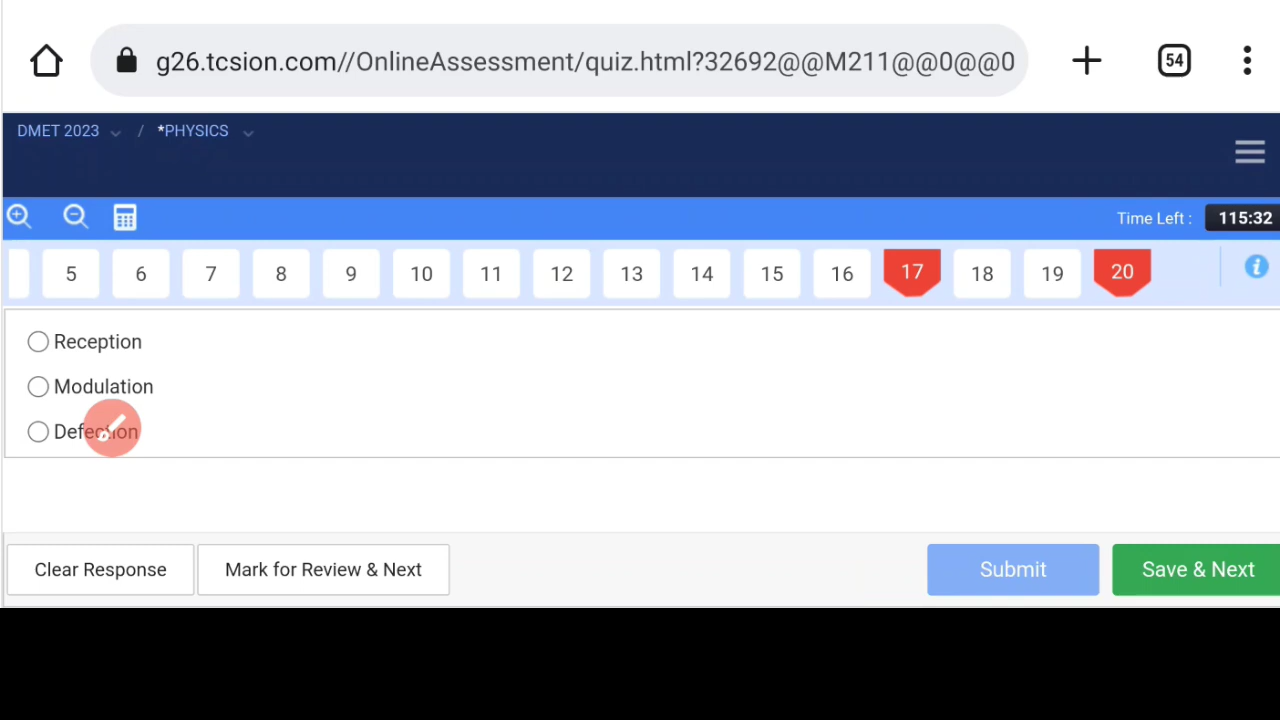 g26.tcsion.com//OnlineAssessment/quiz.html?32692@@M211@@0@@0
54
DMET 2023 / *PHYSICS
Time Left : 115:32
5 6 7 8 9 10 11 12 13 14 15 16 17 18 19 20
i
Reception
Modulation
Defection
Clear Response Mark for Review & Next Submit Save & Next